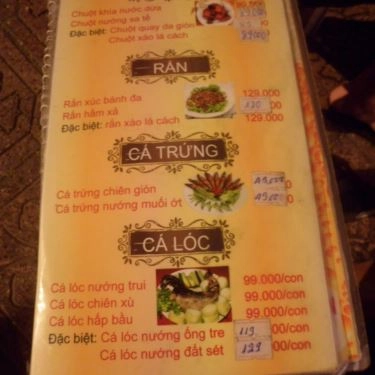 Chuột khìa nước dừa
Chuột nướng sa tế
Đặc biệt: Chuột quay da giòn
Chuột xào lá cách
RẮN
Rắn xúc bánh đa 129.000
Rắn hầm xả 120
Đặc biệt: rắn xào lá cách 129.000
CÁ TRỨNG
Cá trứng chiên giòn
Cá trứng nướng muối ớt
CÁ LÓC
Cá lóc nướng trui 99.000/con
Cá lóc chiên xù 99.000/con
Cá lóc hấp bầu 99.000/con
Đặc biệt: Cá lóc nướng ống tre 119 /con
Cá lóc nướng đất sét 129 /con